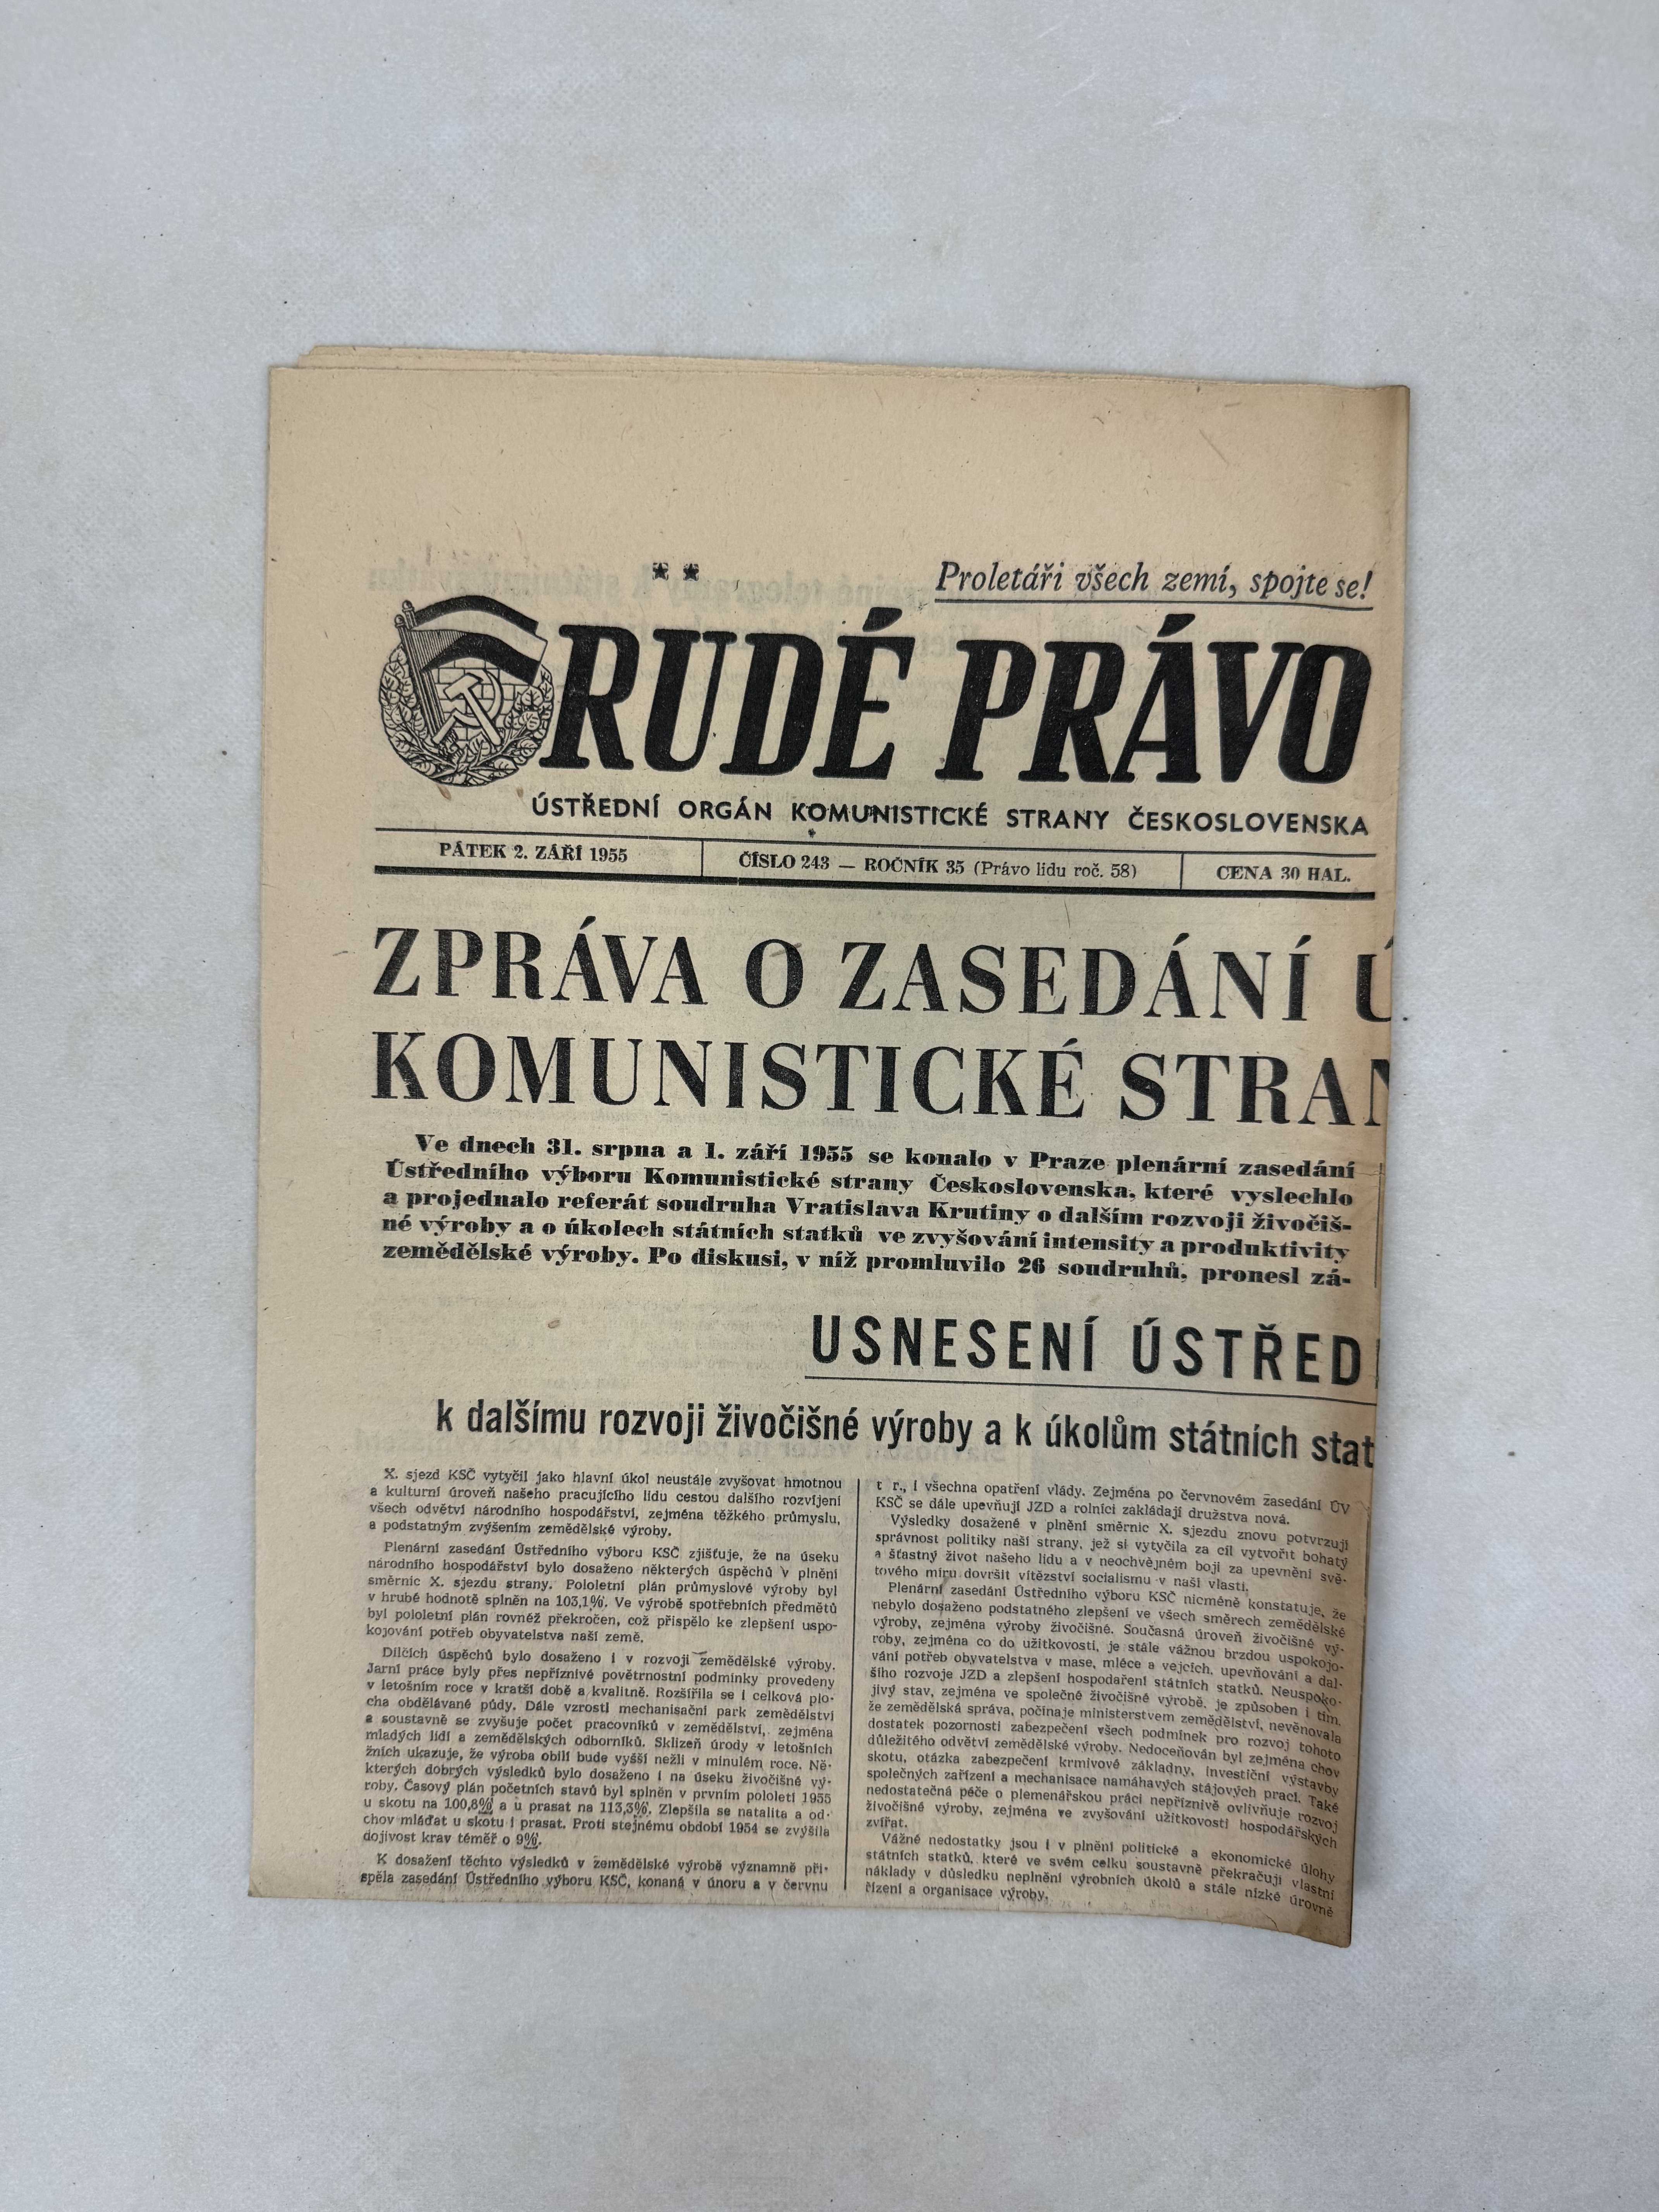 Proletáři všech zemí, spojte se!
RUDÉ PRÁVO
ÚSTŘEDNÍ ORGÁN KOMUNISTICKÉ STRANY ČESKOSLOVENSKA
PÁTEK 2. ZÁŘÍ 1955
ČÍSLO 243 — ROČNÍK 35 (Právo lidu roč. 58)
CENA 30 HAL.
ZPRÁVA O ZASEDÁNÍ Ú
KOMUNISTICKÉ STRAN
Ve dnech 31. srpna a 1. září 1955 se konalo v Praze plenární zasedání
Ústředního výboru Komunistické strany Československa, které vyslechlo
a projednalo referát soudruha Vratislava Krutiny o dalším rozvoji živočiš-
né výroby a o úkolech státních statků ve zvyšování intensity a produktivity
zemědělské výroby. Po diskusi, v níž promluvilo 26 soudruhů, pronesl zá-
USNESENÍ ÚSTŘED
k dalšímu rozvoji živočišné výroby a k úkolům státních stat
X. sjezd KSČ vytyčil jako hlavní úkol neustále zvyšovat hmotnou
a kulturní úroveň našeho pracujícího lidu cestou dalšího rozvíjení
všech odvětví národního hospodářství, zejména těžkého průmyslu,
a podstatným zvýšením zemědělské výroby.
Plenární zasedání Ústředního výboru KSČ zjišťuje, že na úseku
národního hospodářství bylo dosaženo některých úspěchů v plnění
směrnic X. sjezdu strany. Pololetní plán průmyslové výroby byl
v hrubé hodnotě splněn na 103,1%. Ve výrobě spotřebních předmětů
byl pololetní plán rovněž překročen, což přispělo ke zlepšení uspo-
kojování potřeb obyvatelstva naší země.
Dílčích úspěchů bylo dosaženo i v rozvoji zemědělské výroby.
Jarní práce byly přes nepříznivé povětrnostní podmínky provedeny
v letošním roce v kratší době a kvalitně. Rozšířila se i celková plo-
cha obdělávané půdy. Dále vzrostl mechanisační park zemědělství
a soustavně se zvyšuje počet pracovníků v zemědělství, zejména
mladých lidí a zemědělských odborníků. Sklizeň úrody v letošních
žních ukazuje, že výroba obilí bude vyšší nežli v minulém roce. Ně-
kterých dobrých výsledků bylo dosaženo i na úseku živočišné vý-
roby. Časový plán početních stavů byl splněn v prvním pololetí 1955
u skotu na 100,8% a u prasat na 113,3%. Zlepšila se natalita a od-
chov mláďat u skotu i prasat. Proti stejnému období 1954 se zvýšila
dojivost krav téměř o 9%.
K dosažení těchto výsledků v zemědělské výrobě významně při-
spěla zasedání Ústředního výboru KSČ, konaná v únoru a v červnu
t. r., i všechna opatření vlády. Zejména po červnovém zasedání ÚV
KSČ se dále upevňují JZD a rolníci zakládají družstva nová.
Výsledky dosažené v plnění směrnic X. sjezdu znovu potvrzují
správnost politiky naší strany, jež si vytyčila za cíl vytvořit bohatý
a šťastný život našeho lidu a v neochvějném boji za upevnění svě-
tového míru dovršit vítězství socialismu v naší vlasti.
Plenární zasedání Ústředního výboru KSČ nicméně konstatuje, že
nebylo dosaženo podstatného zlepšení ve všech směrech zemědělské
výroby, zejména výroby živočišné. Současná úroveň živočišné vý-
roby, zejména co do užitkovosti, je stále vážnou brzdou uspokojo-
vání potřeb obyvatelstva v mase, mléce a vejcích, upevňování a dal-
šího rozvoje JZD a zlepšení hospodaření státních statků. Neuspoko-
jivý stav, zejména ve společné živočišné výrobě, je způsoben i tím,
že zemědělská správa, počínaje ministerstvem zemědělství, nevěnovala
dostatek pozornosti zabezpečení všech podmínek pro rozvoj tohoto
důležitého odvětví zemědělské výroby. Nedoceňován byl zejména chov
skotu, otázka zabezpečení krmivové základny, investiční výstavby
společných zařízení a mechanisace namáhavých stájových prací. Také
nedostatečná péče o plemenářskou práci nepříznivě ovlivňuje rozvoj
živočišné výroby, zejména ve zvyšování užitkovosti hospodářských
zvířat.
Vážné nedostatky jsou i v plnění politické a ekonomické úlohy
státních statků, které ve svém celku soustavně překračují vlastní
náklady v důsledku neplnění výrobních úkolů a stále nízké úrovně
řízení a organisace výroby.